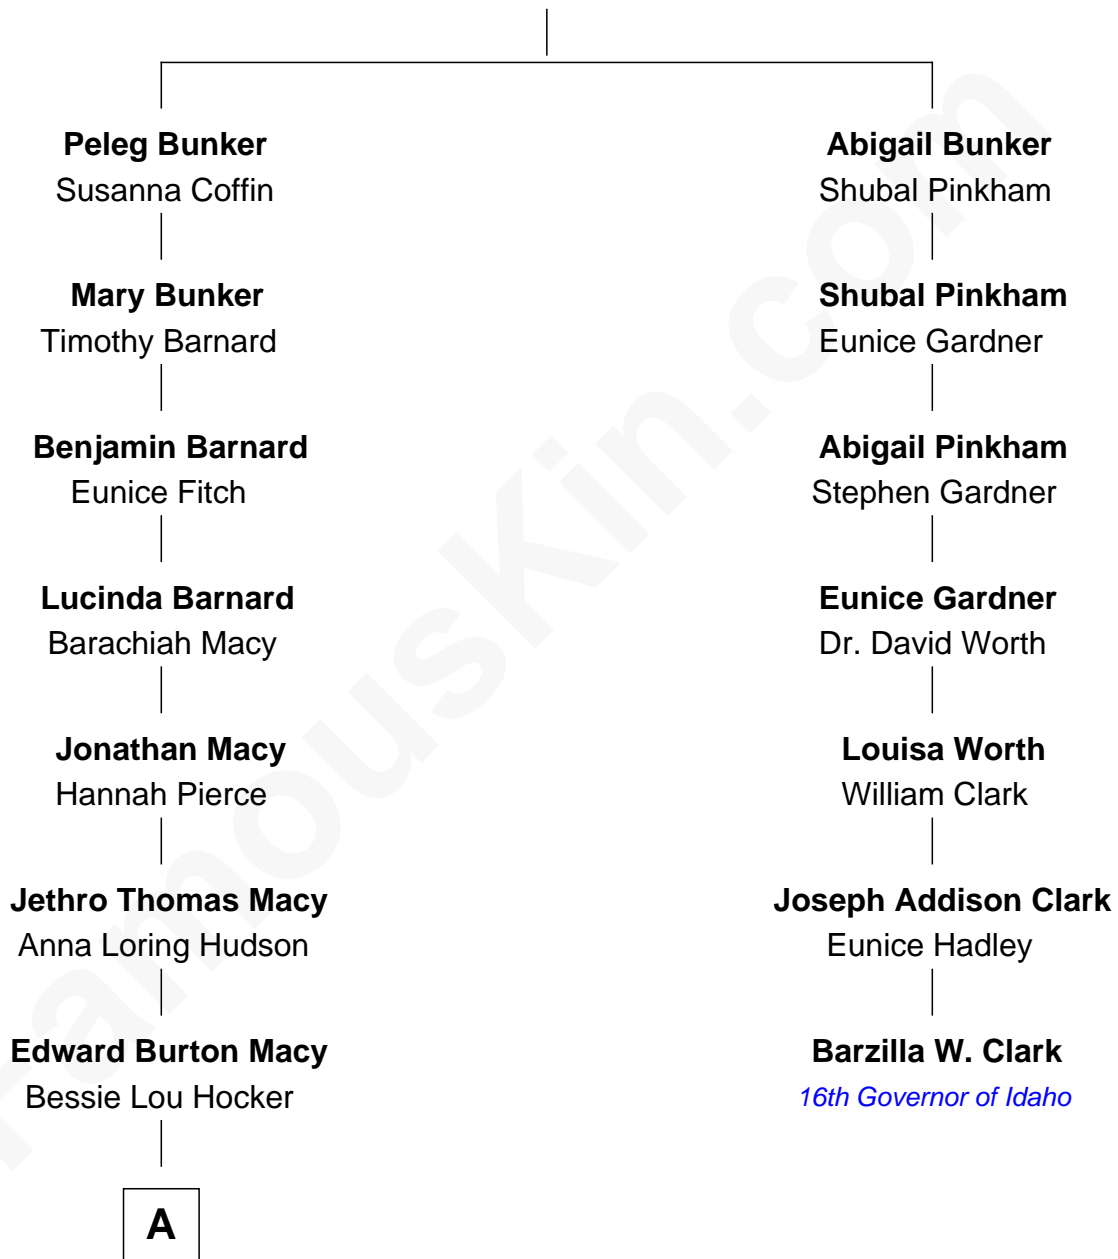 Peleg Bunker
Susanna Coffin
Mary Bunker
Timothy Barnard
Benjamin Barnard
Eunice Fitch
Lucinda Barnard
Barachiah Macy
Jonathan Macy
Hannah Pierce
Jethro Thomas Macy
Anna Loring Hudson
Edward Burton Macy
Bessie Lou Hocker
A
Abigail Bunker
Shubal Pinkham
Shubal Pinkham
Eunice Gardner
Abigail Pinkham
Stephen Gardner
Eunice Gardner
Dr. David Worth
Louisa Worth
William Clark
Joseph Addison Clark
Eunice Hadley
Barzilla W. Clark
16th Governor of Idaho
FamousKin.com